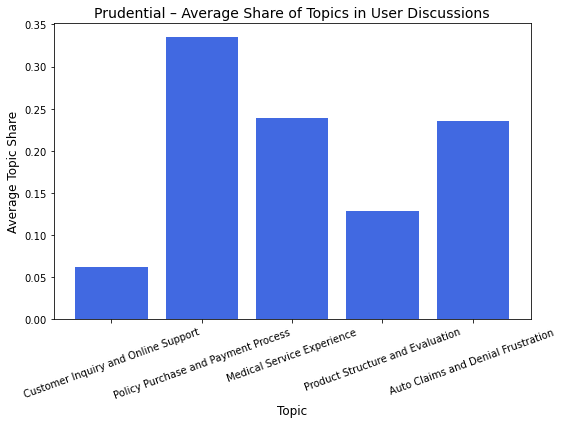 Prudential – Average Share of Topics in User Discussions
Average Topic Share
0.35
0.30
0.25
0.20
0.15
0.10
0.05
0.00
Customer Inquiry and Online Support
Policy Purchase and Payment Process
Medical Service Experience
Product Structure and Evaluation
Auto Claims and Denial Frustration
Topic